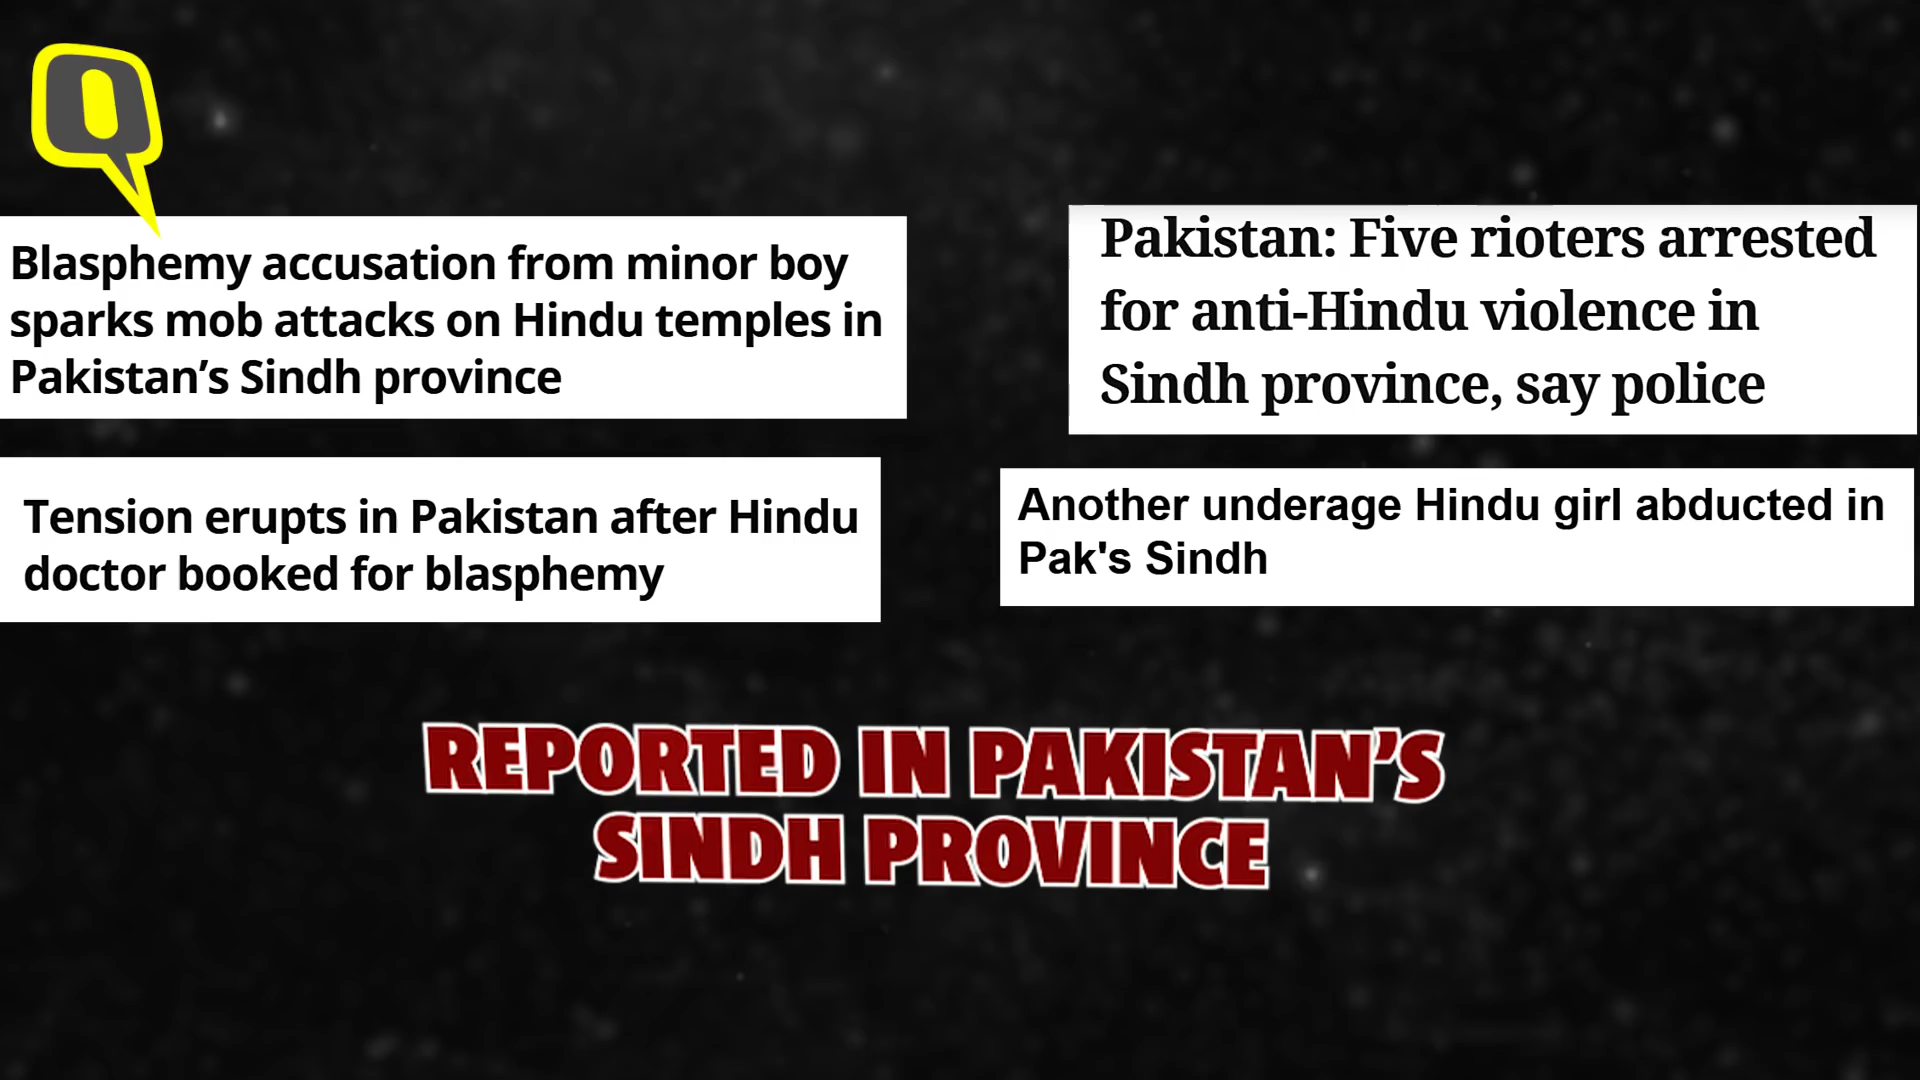 Blasphemy accusation from minor boy
sparks mob attacks on Hindu temples in
Pakistan’s Sindh province
Pakistan: Five rioters arrested
for anti-Hindu violence in
Sindh province, say police
Tension erupts in Pakistan after Hindu
doctor booked for blasphemy
Another underage Hindu girl abducted in
Pak's Sindh
REPORTED IN PAKISTAN’S
SINDH PROVINCE